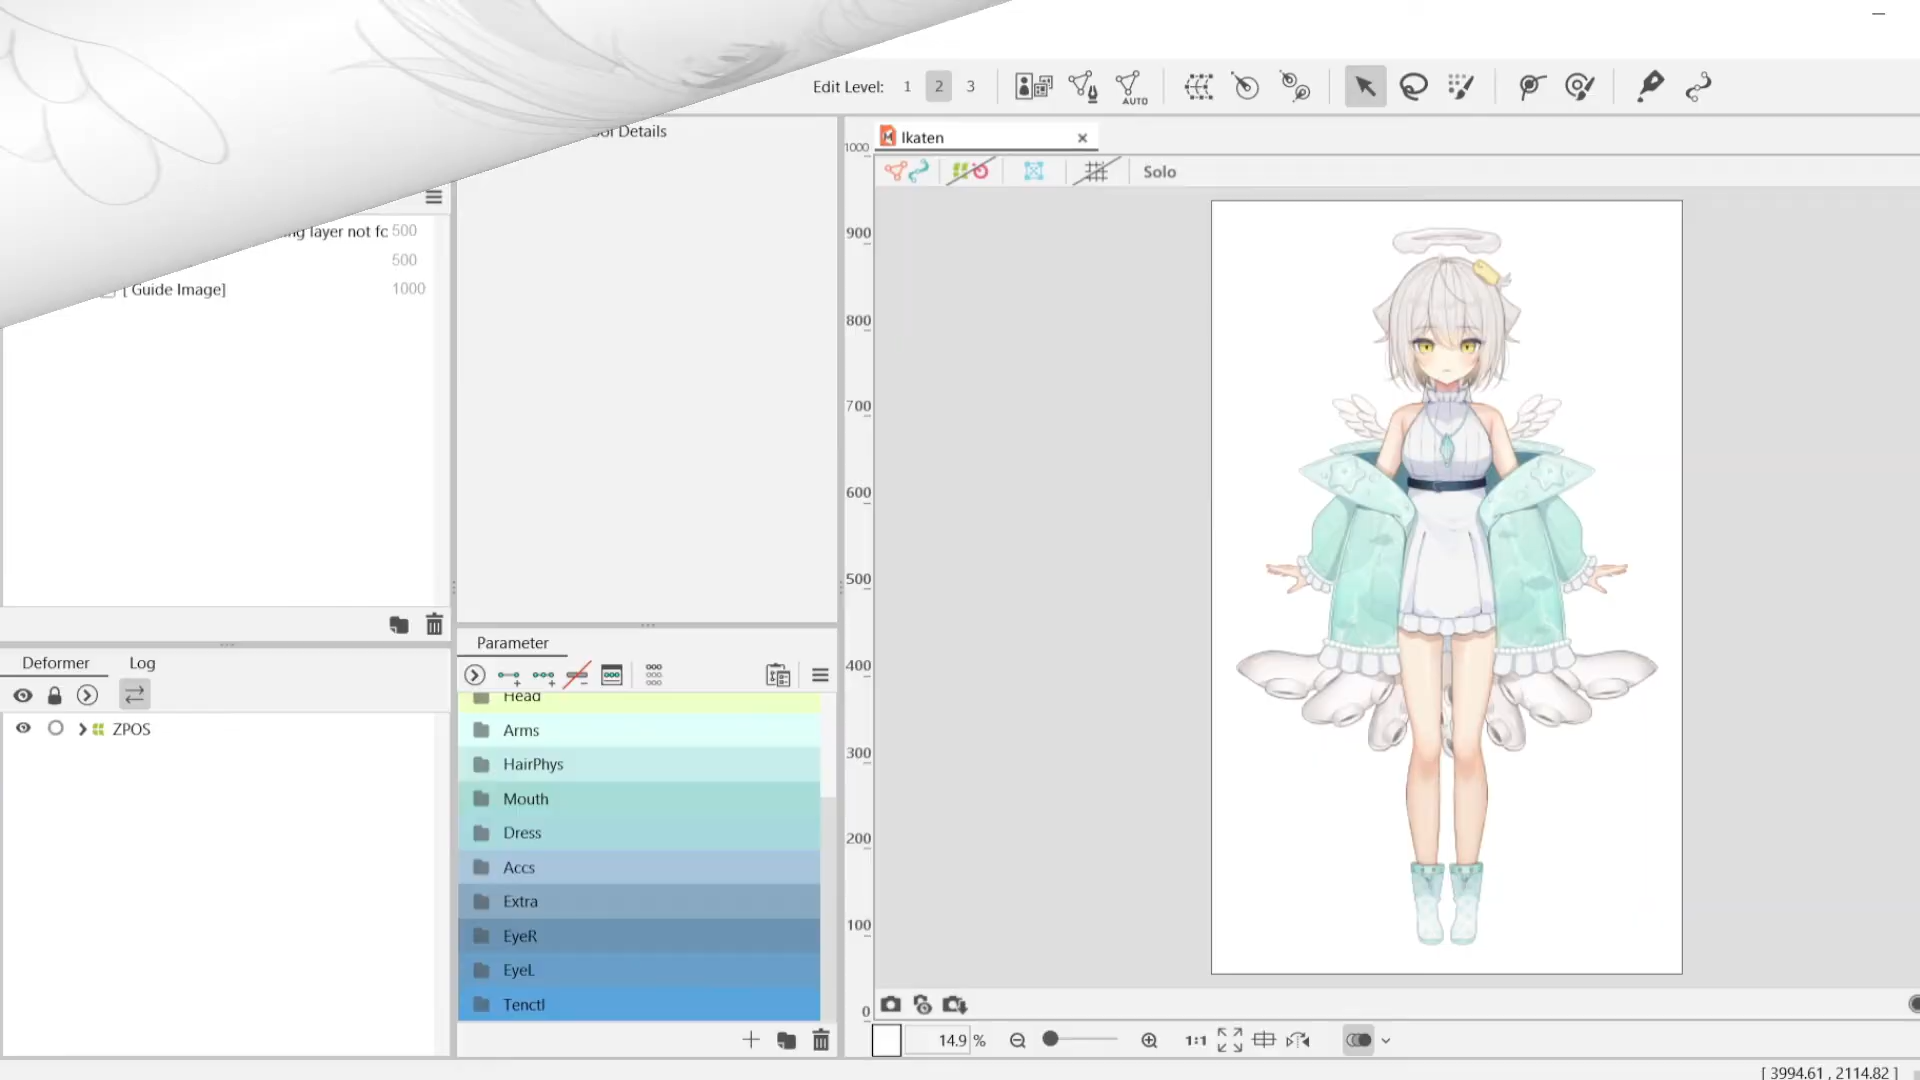 Edit Level: 1 2 3
AUTO
Details
Ikaten
Solo
layer not fc 500
500
[ Guide Image] 1000
1000
900
800
700
600
500
400
300
200
100
0
Deformer Log
ZPOS
Parameter
Head
Arms
HairPhys
Mouth
Dress
Accs
Extra
EyeR
EyeL
Tenctl
14.9 %
1:1
[ 3994.61 , 2114.82 ]